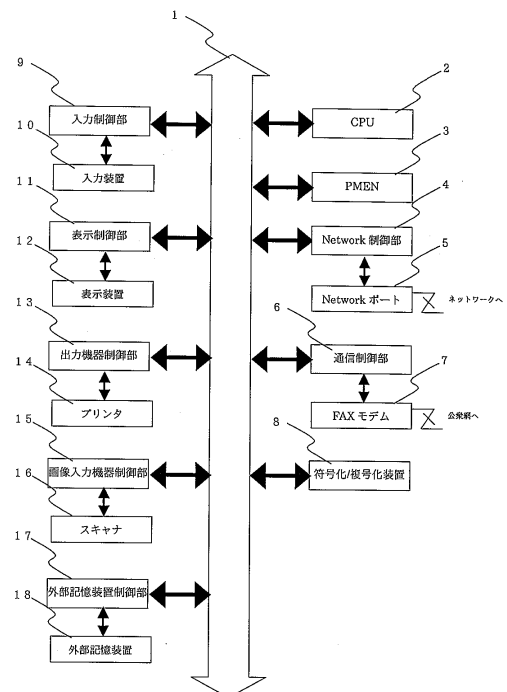 1
9
入力制御部
10
入力装置
11
表示制御部
12
表示装置
13
出力機器制御部
14
プリンタ
15
画像入力機器制御部
16
スキャナ
17
外部記憶装置制御部
18
外部記憶装置
2
CPU
3
PMEN
4
Network 制御部
5
Network ポート
ネットワークへ
6
通信制御部
7
FAX モデム
公衆網へ
8
符号化/複号化装置